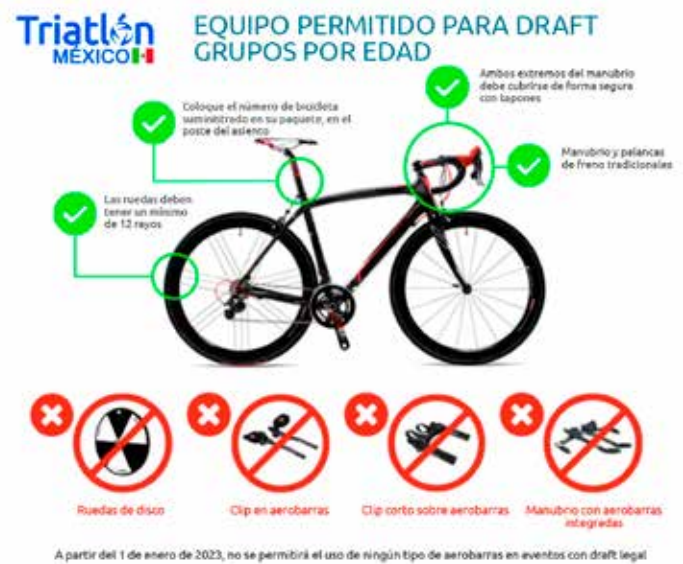 Triatlón
MÉXICO
EQUIPO PERMITIDO PARA DRAFT
GRUPOS POR EDAD
Ambos extremos del manubrio
debe cubrirse de forma segura
con tapones
Coloque el número de bicicleta
suministrado en su paquete, en el
poste del asiento
Manubrio y palancas
de freno tradicionales
Las ruedas deben
tener un mínimo
de 12 rayos
Ruedas de disco
Clip en aerobarras
Clip corto sobre aerobarras
Manubrio con aerobarras
integradas
A partir del 1 de enero de 2023, no se permitirá el uso de ningún tipo de aerobarras en eventos con draft legal